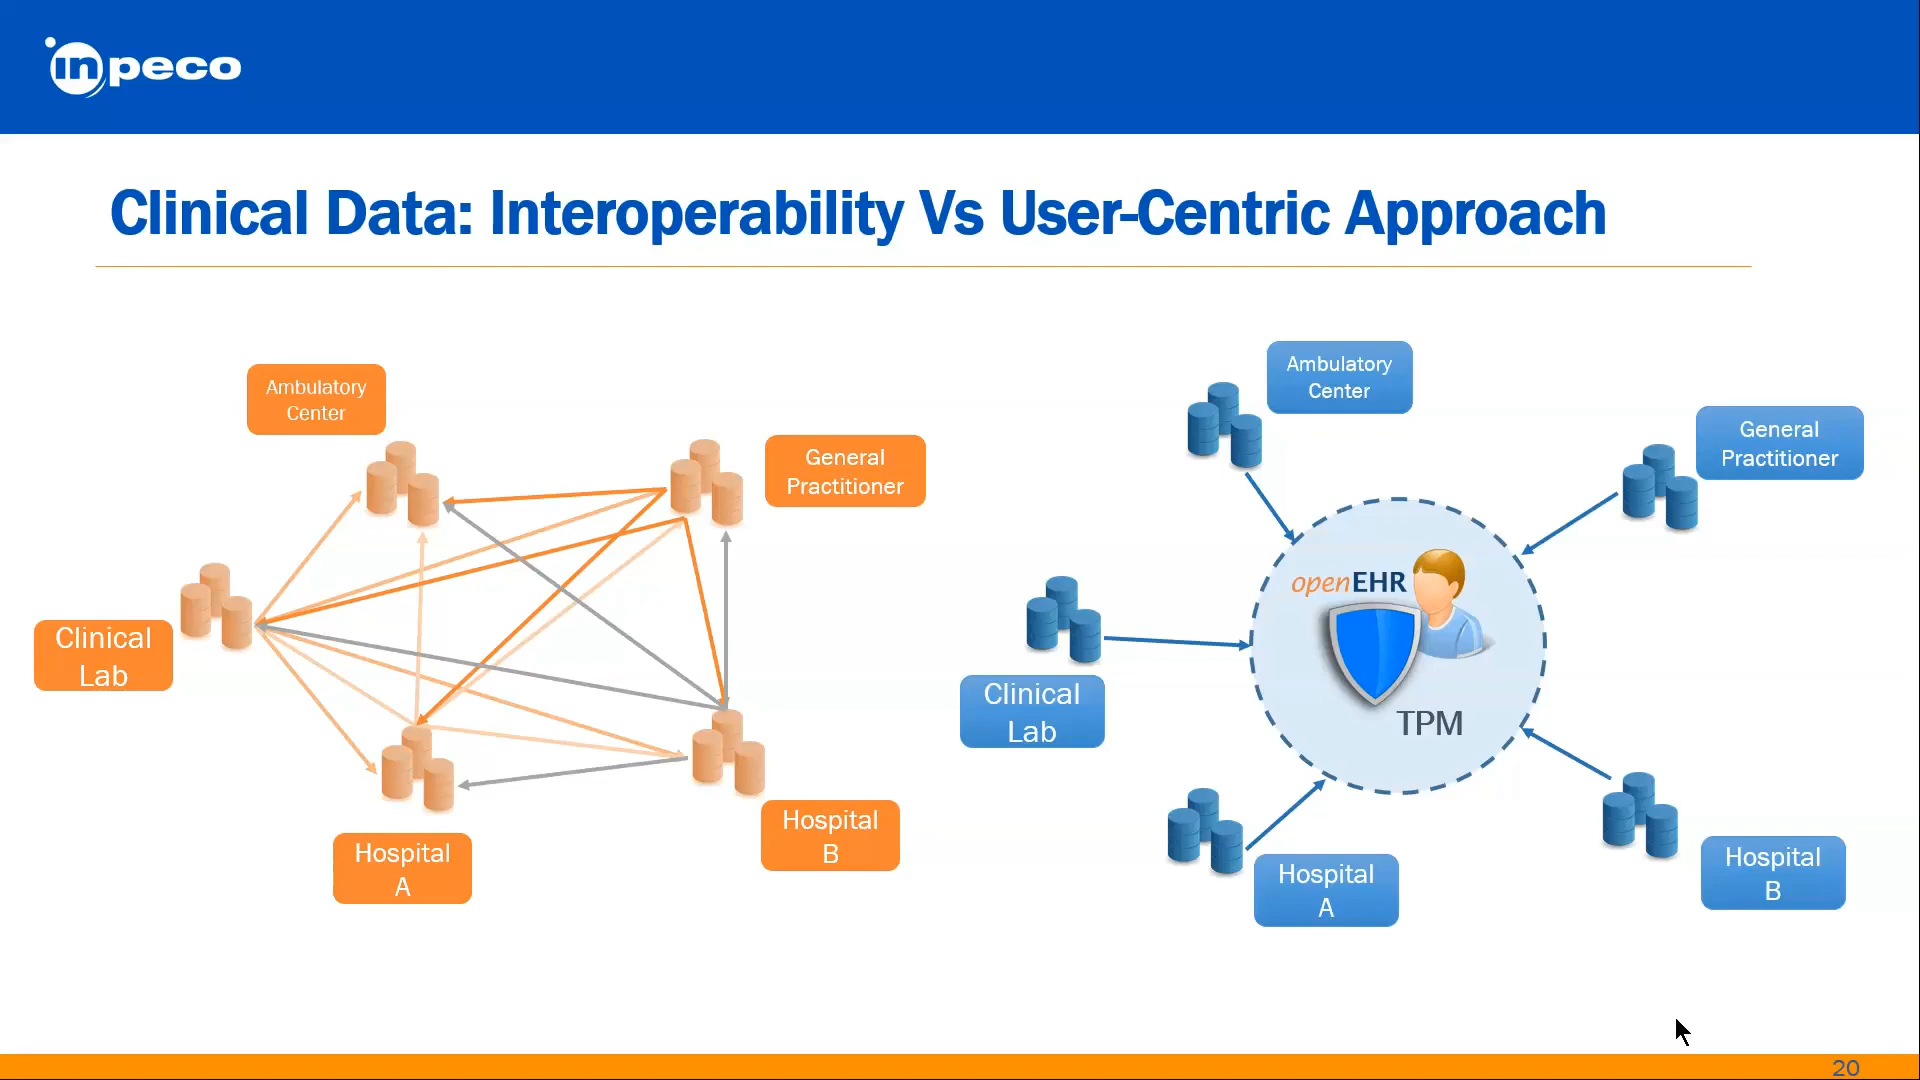 inpeco
Clinical Data: Interoperability Vs User-Centric Approach
Ambulatory
Center
General
Practitioner
Clinical
Lab
Hospital
A
Hospital
B
Ambulatory
Center
General
Practitioner
openEHR
TPM
Clinical
Lab
Hospital
A
Hospital
B
20